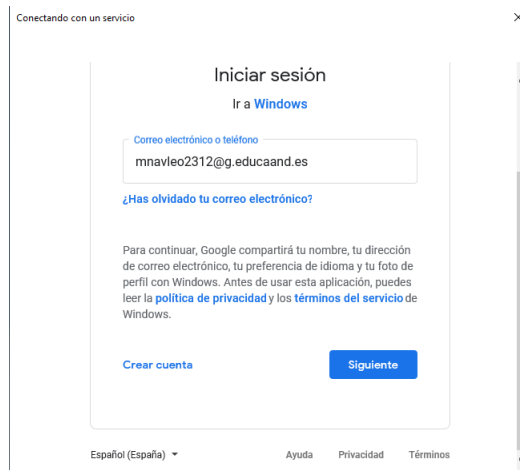 Conectando con un servicio
Iniciar sesión
Ir a Windows
Correo electrónico o teléfono
mnavleo2312@g.educaand.es
¿Has olvidado tu correo electrónico?
Para continuar, Google compartirá tu nombre, tu dirección
de correo electrónico, tu preferencia de idioma y tu foto de
perfil con Windows. Antes de usar esta aplicación, puedes
leer la política de privacidad y los términos del servicio de
Windows.
Crear cuenta Siguiente
Español (España) Ayuda Privacidad Términos